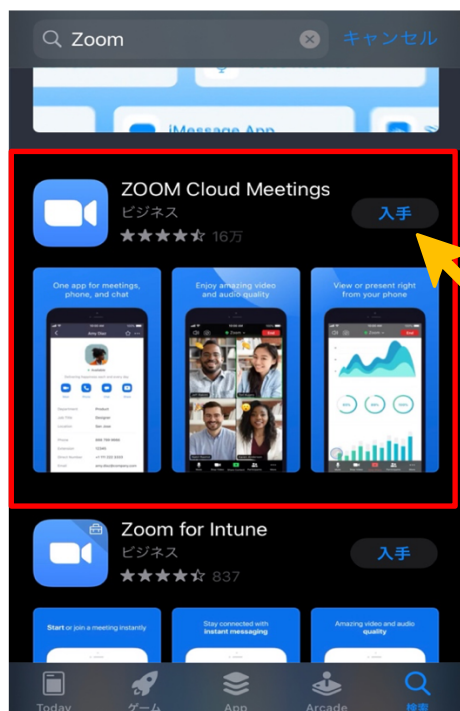 Zoom
キャンセル
iMessage App
ZOOM Cloud Meetings
ビジネス
入手
16万
One app for meetings,
phone, and chat
Enjoy amazing video
and audio quality
View or present right
from your phone
Zoom for Intune
ビジネス
入手
837
Start or join a meeting instantly
Stay connected with
instant messaging
Amazing video and audio
quality
Today
ゲーム
App
Arcade
検索